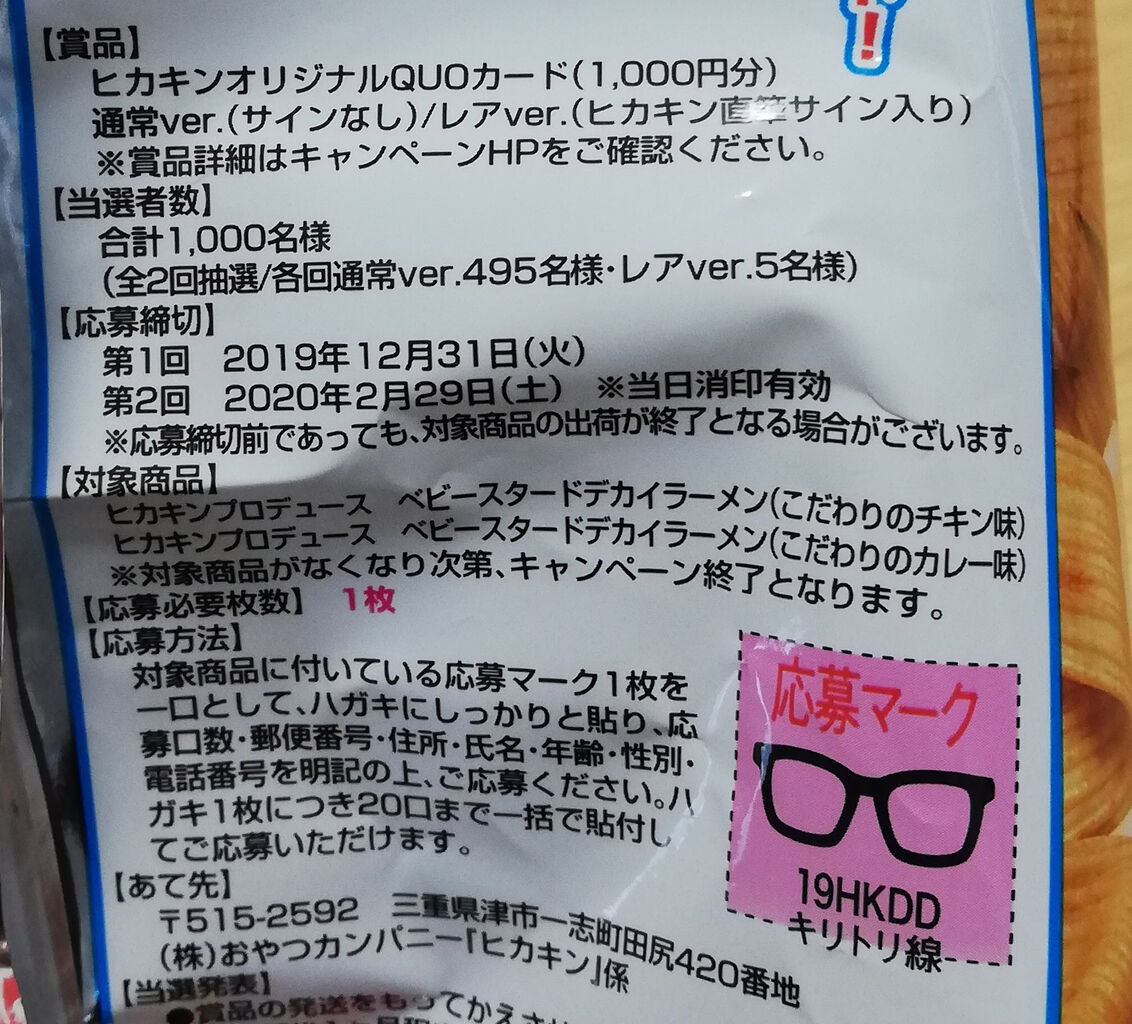 !
【賞品】
ヒカキンオリジナルQUOカード(1,000円分)
通常ver.(サインなし)/レアver.(ヒカキン直筆サイン入り)
※賞品詳細はキャンペーンHPをご確認ください。
【当選者数】
合計1,000名様
(全2回抽選/各回通常ver.495名様・レアver.5名様)
【応募締切】
第1回 2019年12月31日(火)
第2回 2020年2月29日(土) ※当日消印有効
※応募締切前であっても、対象商品の出荷が終了となる場合がございます。
【対象商品】
ヒカキンプロデュース ベビースタードデカイラーメン(こだわりのチキン味)
ヒカキンプロデュース ベビースタードデカイラーメン(こだわりのカレー味)
※対象商品がなくなり次第、キャンペーン終了となります。
【応募必要枚数】 1枚
【応募方法】
対象商品に付いている応募マーク1枚を
一口として、ハガキにしっかりと貼り、応
募口数・郵便番号・住所・氏名・年齢・性別・
電話番号を明記の上、ご応募ください。ハ
ガキ1枚につき20口まで一括で貼付し
てご応募いただけます。
応募マーク
19HKDD
キリトリ線
【あて先】
〒515-2592 三重県津市一志町田尻420番地
(株)おやつカンパニー「ヒカキン」係
【当選発表】
●賞品の発送をもってかえさせ